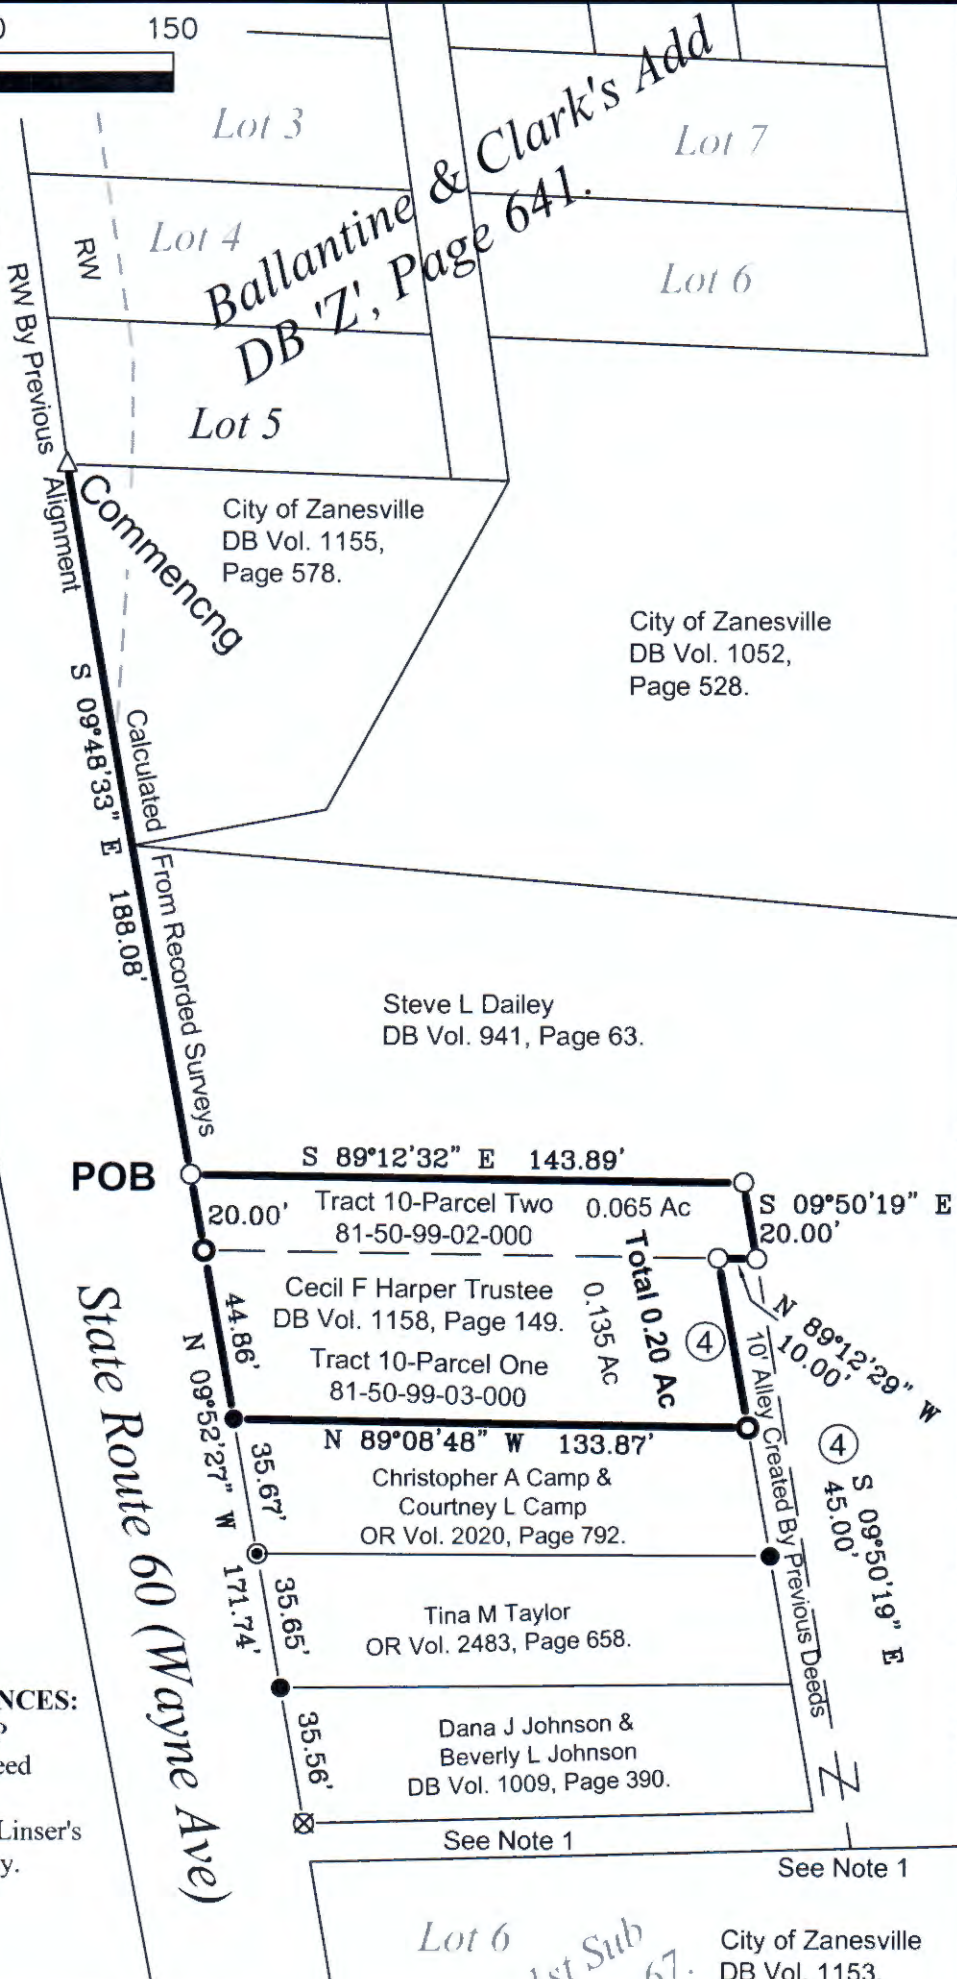 150
Lot 3
Ballantine & Clark's Add
DB 'Z', Page 641.
Lot 7
Lot 4
RW
Lot 6
RW By Previous Alignment
Lot 5
Commencng
City of Zanesville
DB Vol. 1155,
Page 578.
City of Zanesville
DB Vol. 1052,
Page 528.
S 09°48'33" E 188.08'
Calculated From Recorded Surveys
Steve L Dailey
DB Vol. 941, Page 63.
POB
S 89°12'32" E 143.89'
20.00'
Tract 10-Parcel Two 0.065 Ac
81-50-99-02-000
S 09°50'19" E
20.00'
Cecil F Harper Trustee
DB Vol. 1158, Page 149.
Tract 10-Parcel One
81-50-99-03-000
0.135 Ac
Total 0.20 Ac
4
N 89°12'29" W
10.00'
44.86'
N 09°52'27" W 171.74'
N 89°08'48" W 133.87'
10' Alley Created By Previous Deeds
4
S 09°50'19" E
45.00'
State Route 60 (Wayne Ave)
35.67'
Christopher A Camp &
Courtney L Camp
OR Vol. 2020, Page 792.
35.65'
Tina M Taylor
OR Vol. 2483, Page 658.
35.56'
Dana J Johnson &
Beverly L Johnson
DB Vol. 1009, Page 390.
NCES:
eed
Linser's
y.
See Note 1
See Note 1
Lot 6
1st Sub
67.
City of Zanesville
DB Vol. 1153